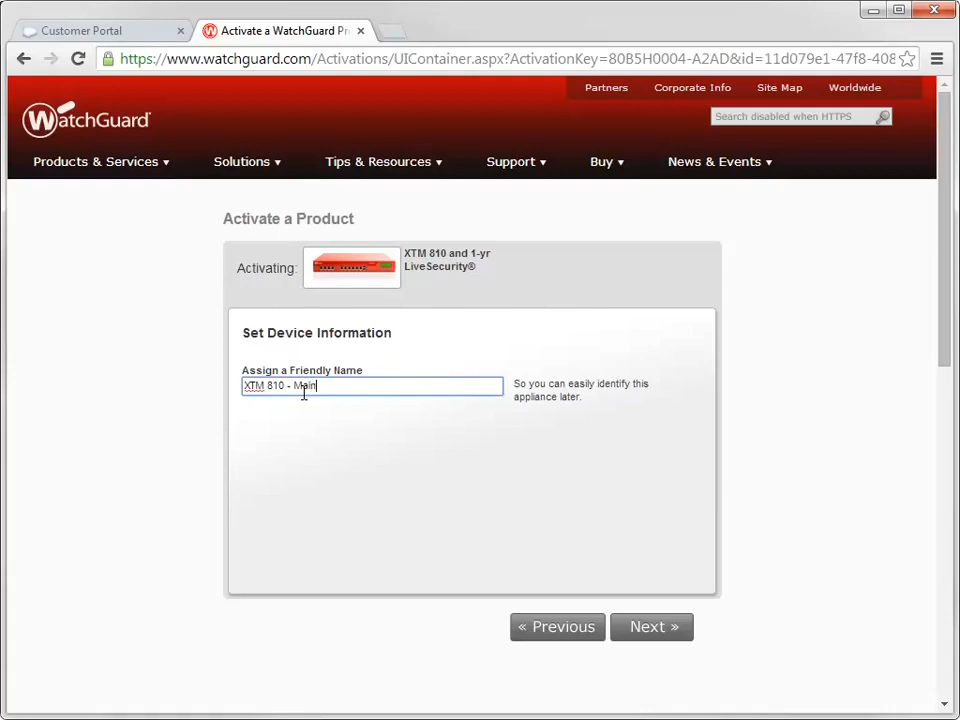 Customer Portal
Activate a WatchGuard Pr
https://www.watchguard.com/Activations/UIContainer.aspx?ActivationKey=80B5H0004-A2AD&id=11d079e1-47f8-408
Partners Corporate Info Site Map Worldwide
WatchGuard
Search disabled when HTTPS
Products & Services Solutions Tips & Resources Support Buy News & Events
Activate a Product
Activating:
XTM 810 and 1-yr
LiveSecurity®
Set Device Information
Assign a Friendly Name
XTM 810 - Main
So you can easily identify this
appliance later.
« Previous Next »